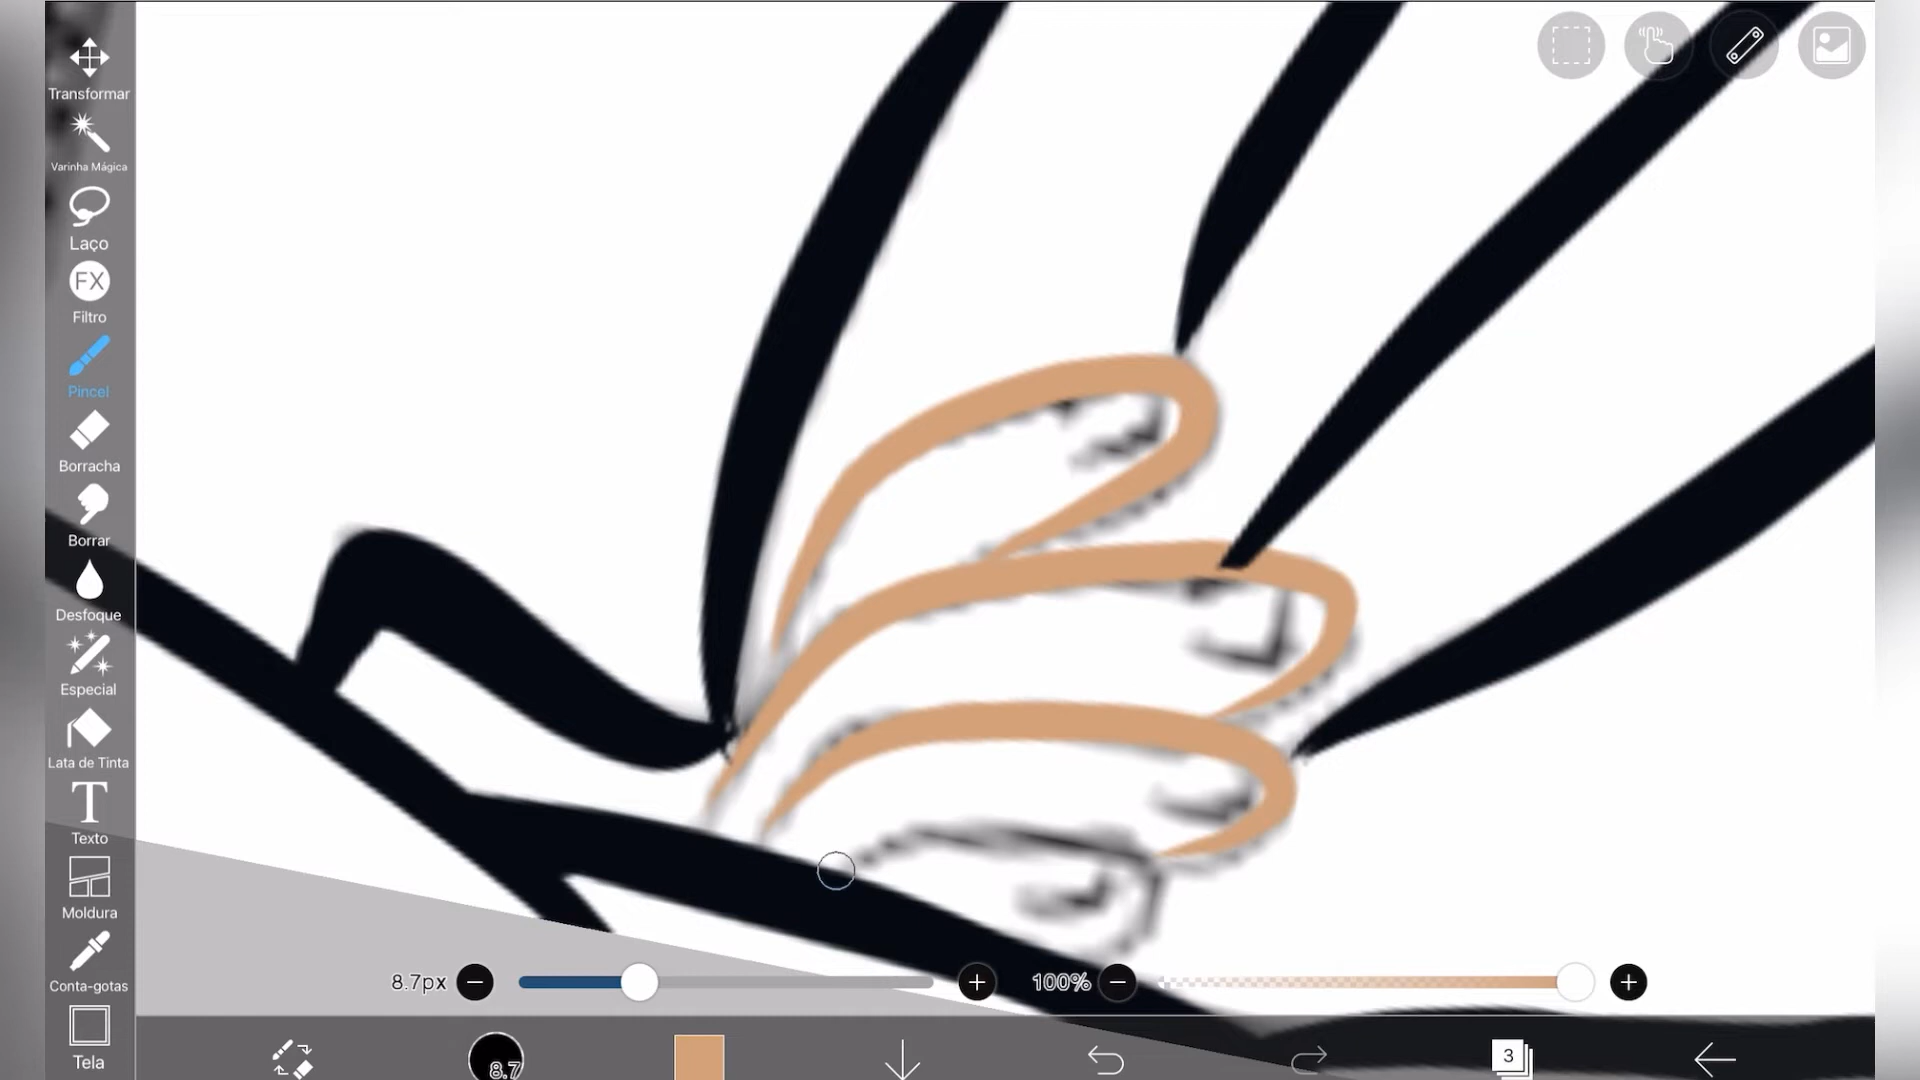 Transformar
Varinha Mágica
Laço
FX
Filtro
Pincel
Borracha
Borrar
Desfoque
Especial
Lata de Tinta
T
Texto
Moldura
Conta-gotas
Tela
8.7px
100%
8.7
3